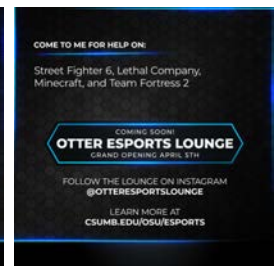 COME TO ME FOR HELP ON:
Street Fighter 6, Lethal Company,
Minecraft, and Team Fortress 2
COMING SOON!
OTTER ESPORTS LOUNGE
GRAND OPENING APRIL 5TH
FOLLOW THE LOUNGE ON INSTAGRAM
@OTTERESPORTSLOUNGE
LEARN MORE AT
CSUMB.EDU/OSU/ESPORTS